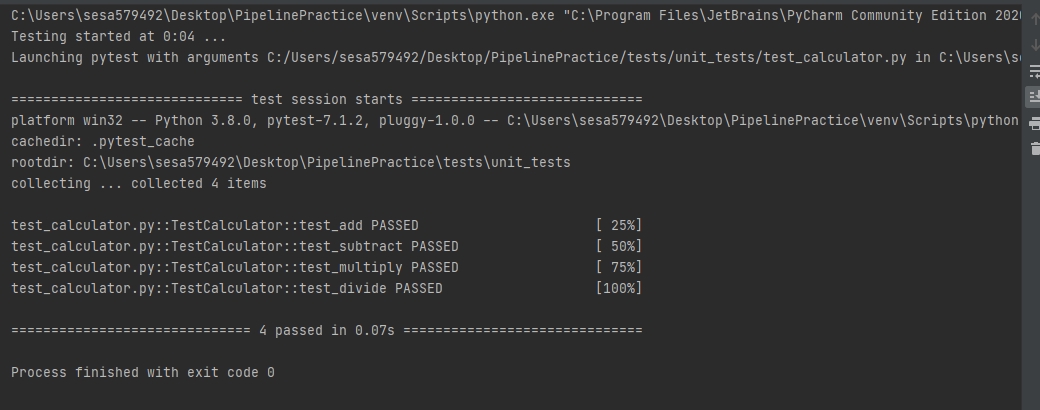 C:\Users\sesa579492\Desktop\PipelinePractice\venv\Scripts\python.exe "C:\Program Files\JetBrains\PyCharm Community Edition 202
Testing started at 0:04 ...
Launching pytest with arguments C:/Users/sesa579492/Desktop/PipelinePractice/tests/unit_tests/test_calculator.py in C:\Users\s

============================= test session starts =============================
platform win32 -- Python 3.8.0, pytest-7.1.2, pluggy-1.0.0 -- C:\Users\sesa579492\Desktop\PipelinePractice\venv\Scripts\python
cachedir: .pytest_cache
rootdir: C:\Users\sesa579492\Desktop\PipelinePractice\tests\unit_tests
collecting ... collected 4 items

test_calculator.py::TestCalculator::test_add PASSED                      [ 25%]
test_calculator.py::TestCalculator::test_subtract PASSED                 [ 50%]
test_calculator.py::TestCalculator::test_multiply PASSED                 [ 75%]
test_calculator.py::TestCalculator::test_divide PASSED                   [100%]

============================== 4 passed in 0.07s ==============================

Process finished with exit code 0